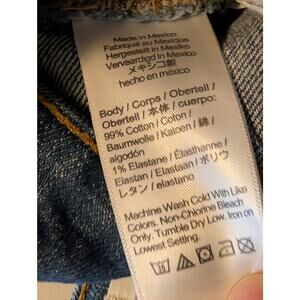 Made in Mexico
Fabriqué au Mexique
Hergestellt in Mexiko
Vervaardigd in Mexiko
メキシコ製
hecho en méxico
Body / Corps / Oberteil /
Oberteil / 本体 / cuerpo:
99% Cotton / Coton /
Baumwolle / Katoen / 綿 /
algodón
1% Elastane / Élasthanne /
Elastan / Elastaan / ポリウ
レタン / elastano
Machine Wash Cold With Like
Colors. Non-Chlorine Bleach
Only. Tumble Dry Low. Iron on
Lowest Setting.